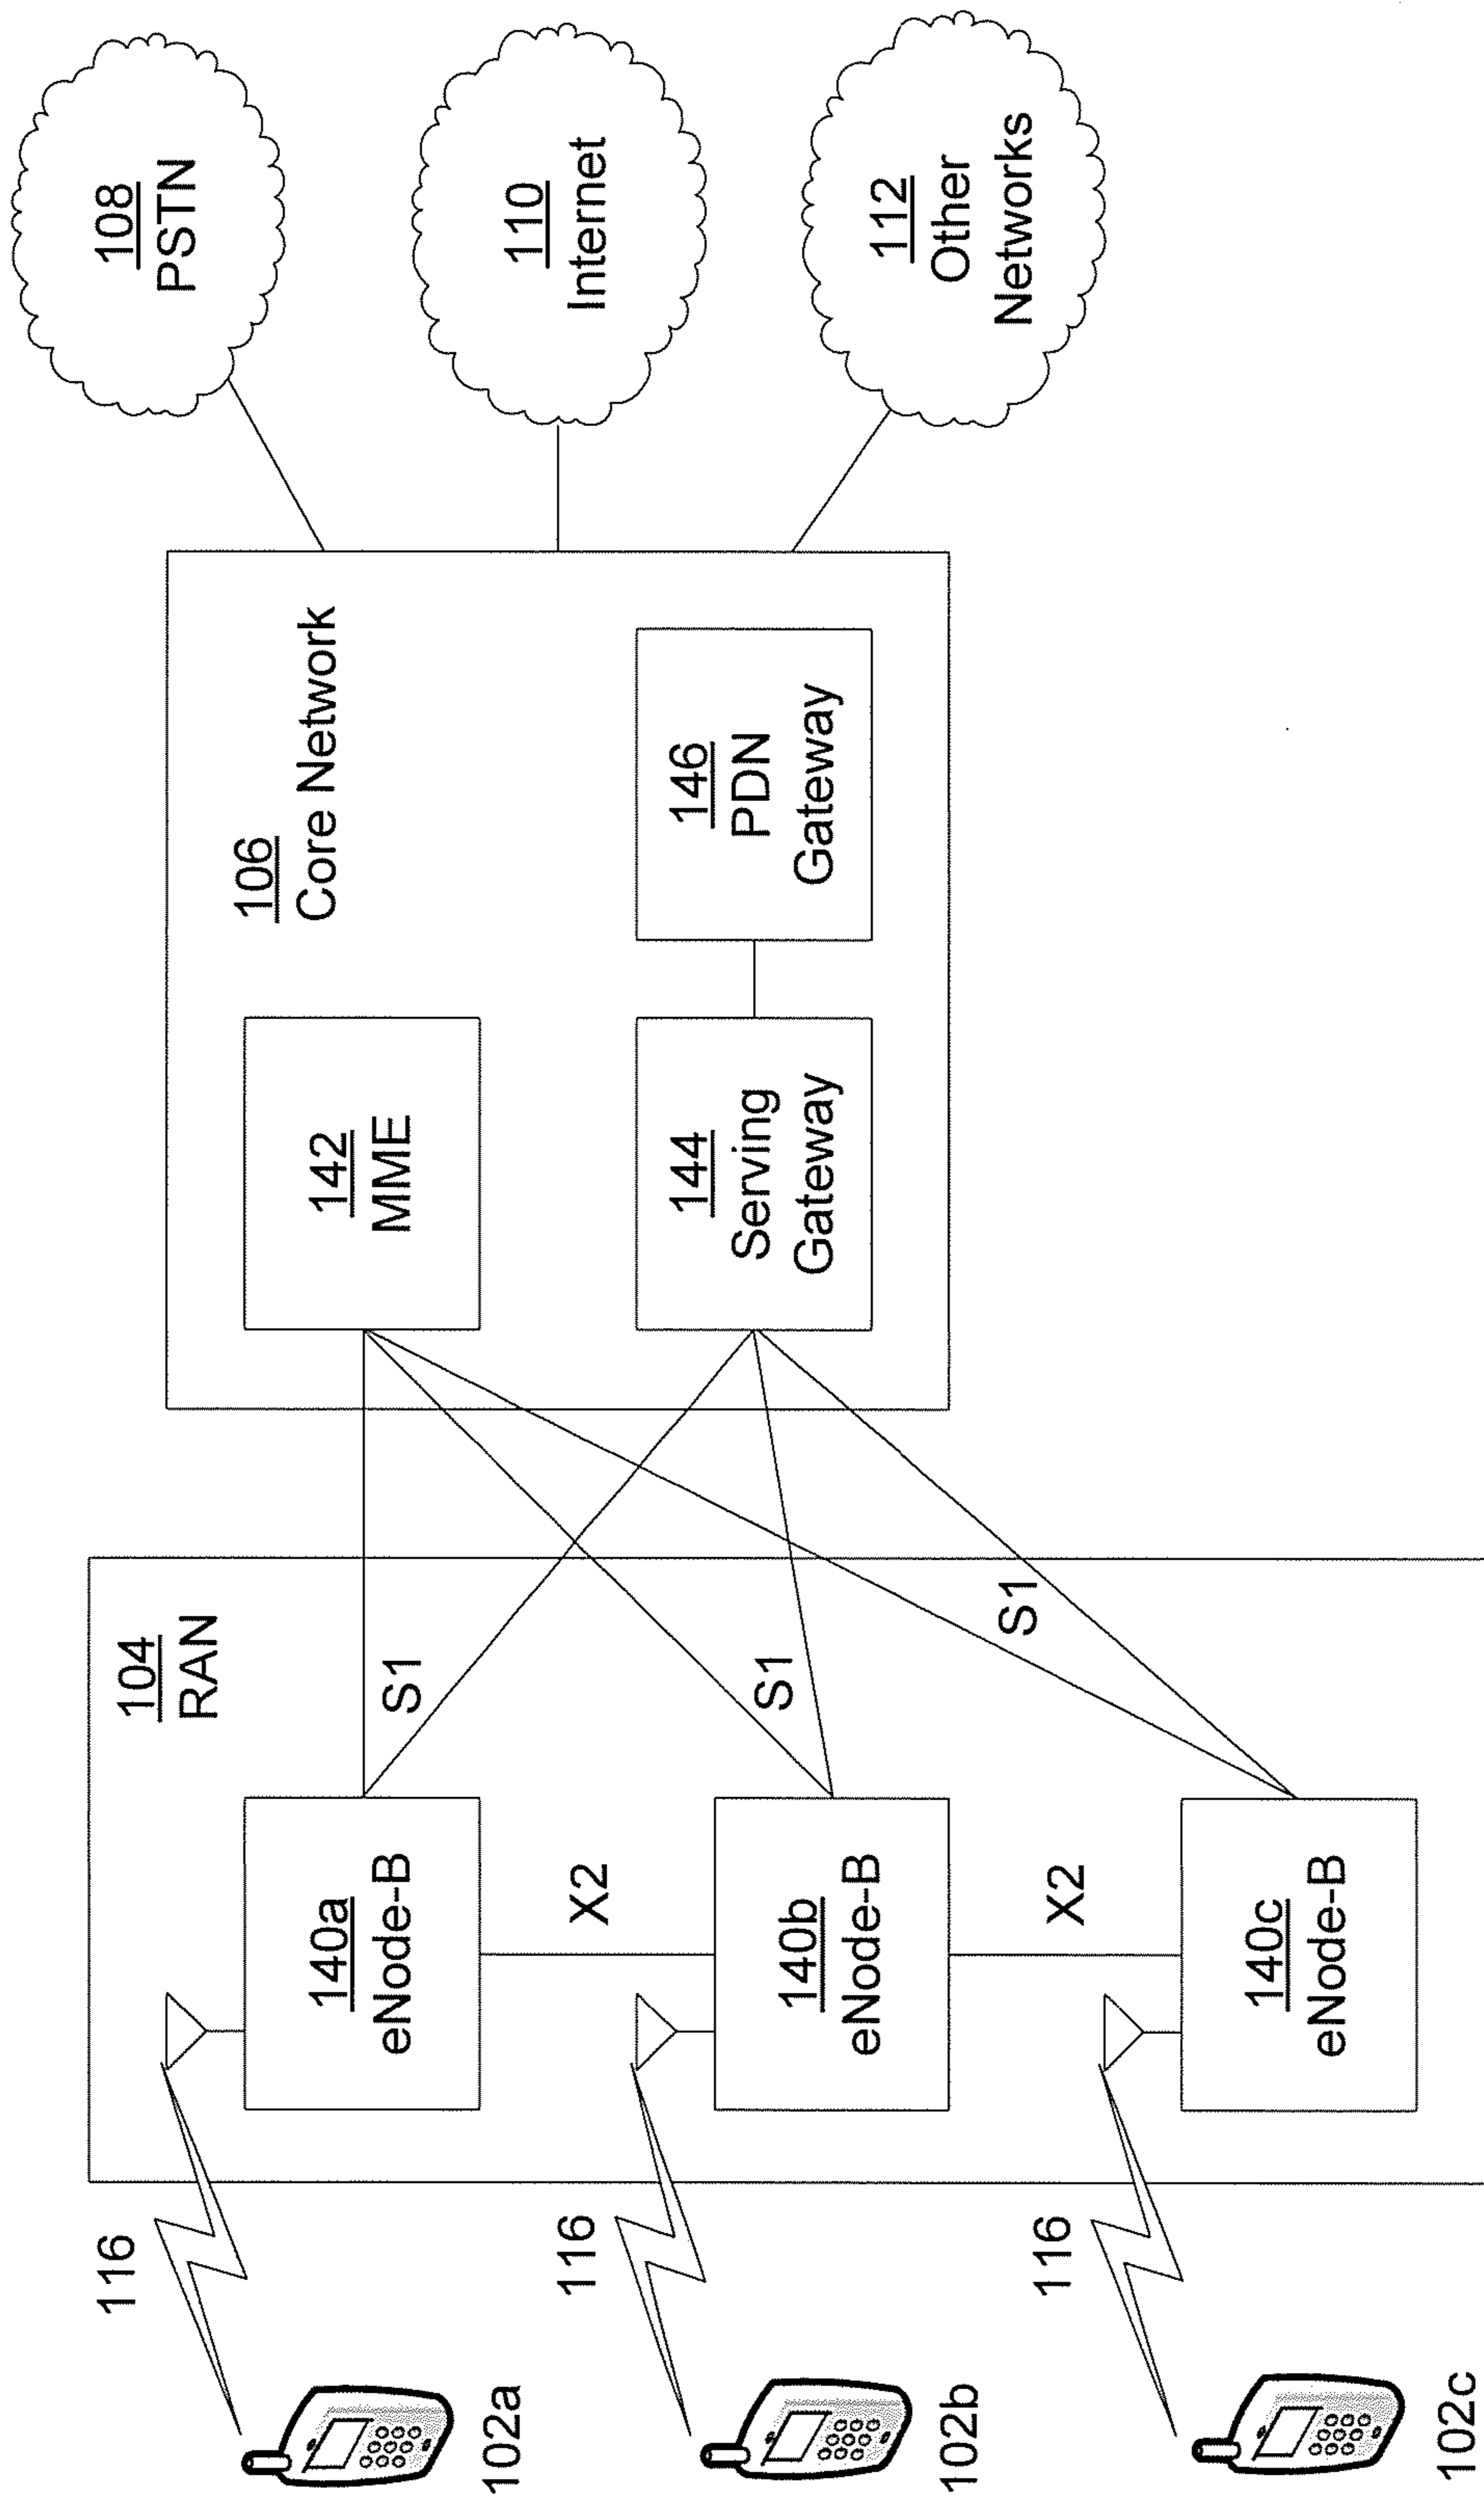 116
102a
116
102b
116
102c
104
RAN
140a
eNode-B
X2
140b
eNode-B
X2
140c
eNode-B
S1
S1
S1
106
Core Network
142
MME
144
Serving
Gateway
146
PDN
Gateway
108
PSTN
110
Internet
112
Other
Networks